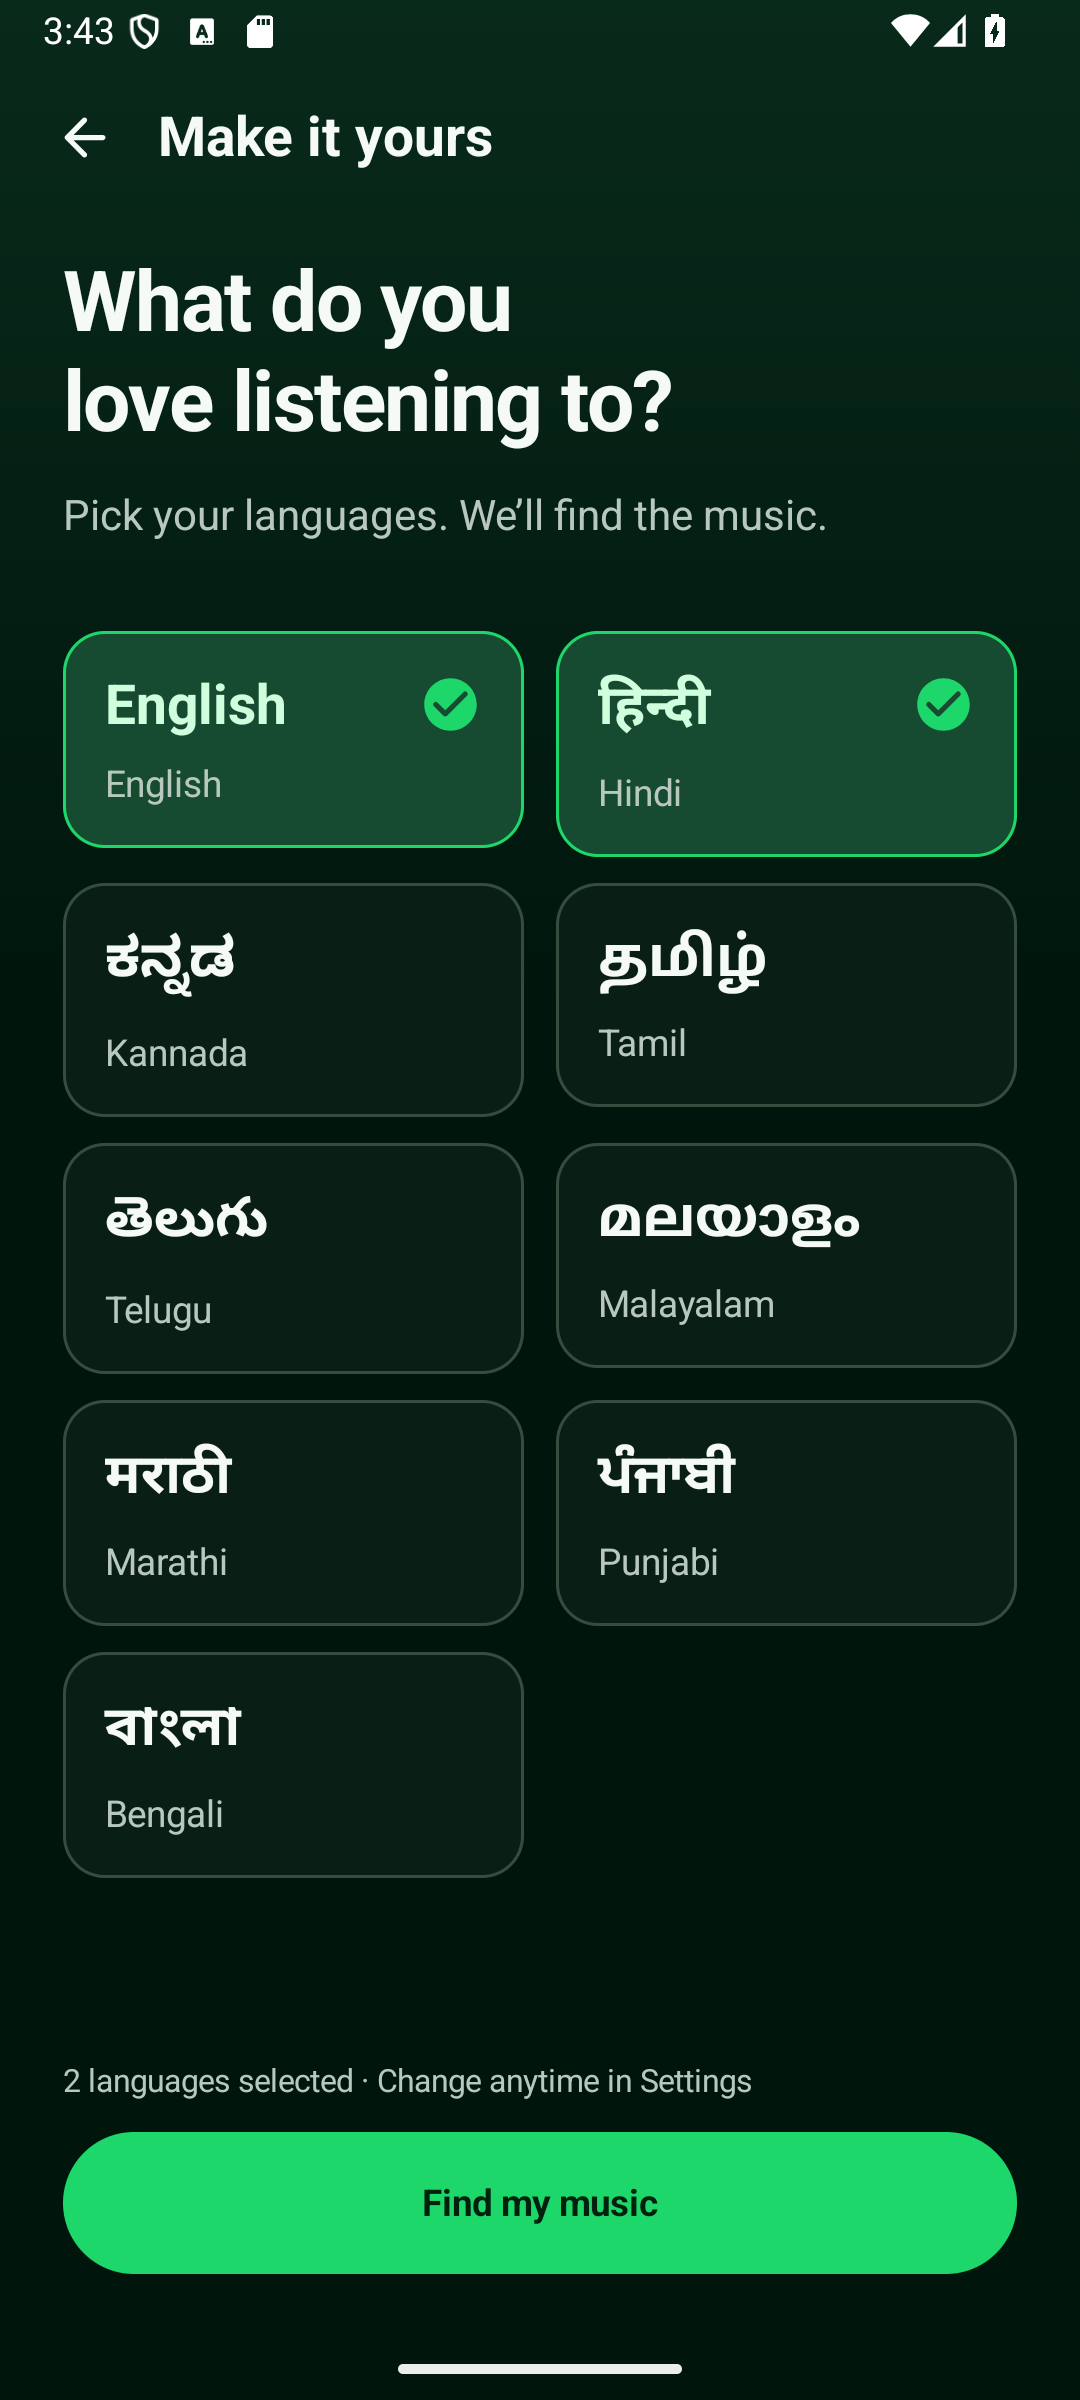 3:43
Make it yours
What do you
love listening to?
Pick your languages. We’ll find the music.
English
English
हिन्दी
Hindi
ಕನ್ನಡ
Kannada
தமிழ்
Tamil
తెలుగు
Telugu
മലയാളം
Malayalam
मराठी
Marathi
ਪੰਜਾਬੀ
Punjabi
বাংলা
Bengali
2 languages selected · Change anytime in Settings
Find my music